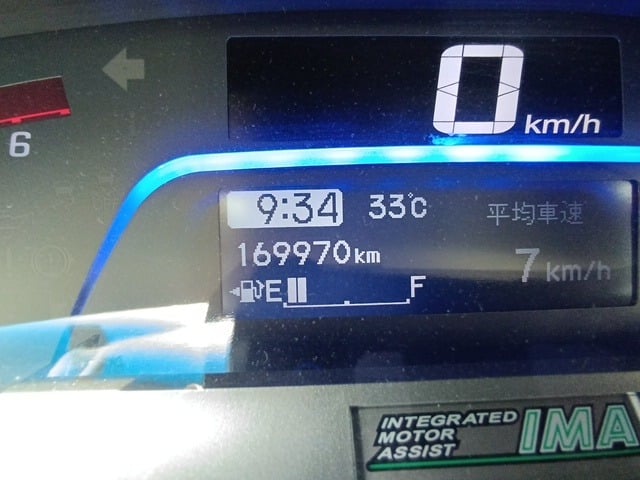 0 km/h
6
9:34 33°C 平均車速
169970km
7 km/h
E F
INTEGRATED
MOTOR
ASSIST
IMA